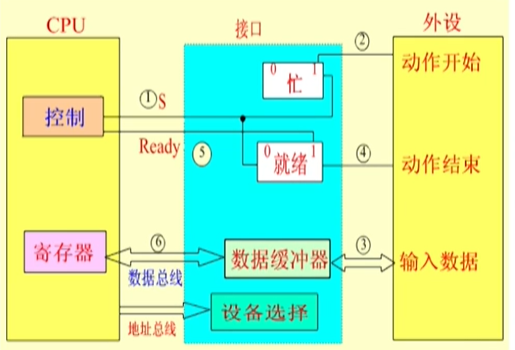 CPU
接口
外设
②
0 1
忙
动作开始
①S
控制
Ready
⑤
0 1
就绪
④
动作结束
寄存器
⑥
数据总线
数据缓冲器
③
输入数据
地址总线
设备选择